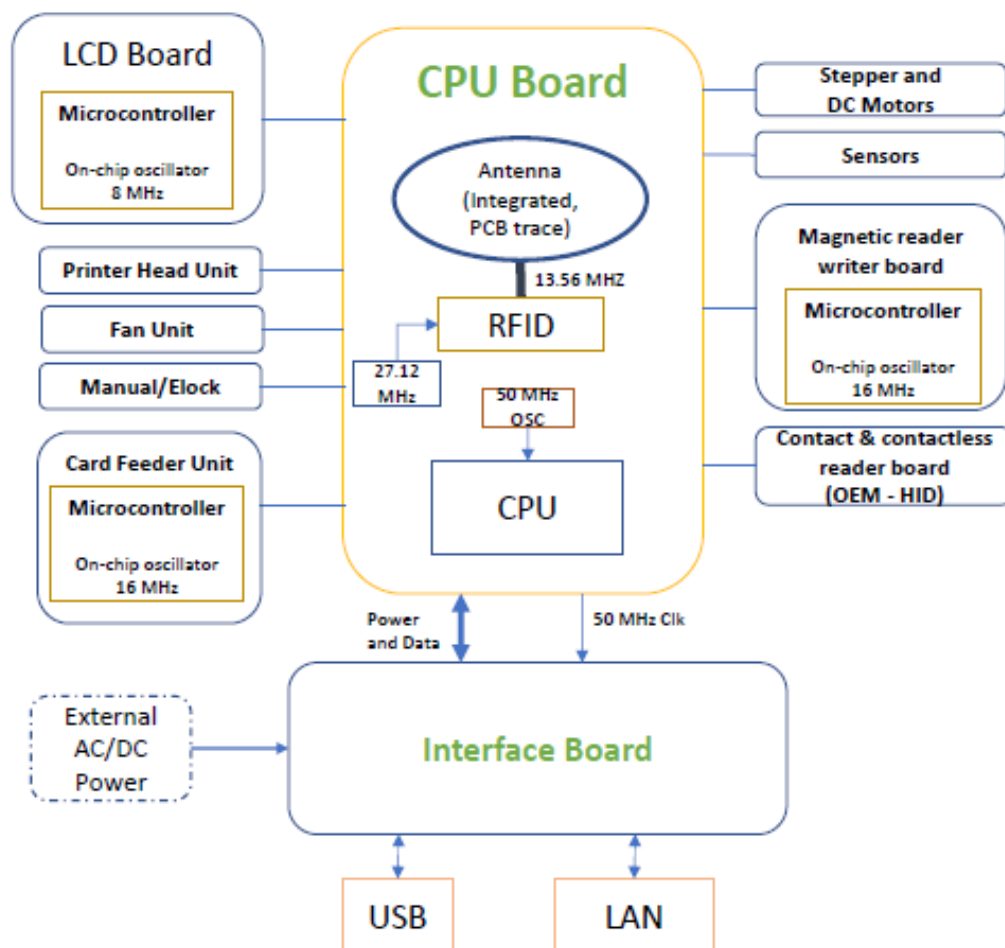 LCD Board
Microcontroller
On-chip oscillator
8 MHz
Printer Head Unit
Fan Unit
Manual/Elock
Card Feeder Unit
Microcontroller
On-chip oscillator
16 MHz
CPU Board
Antenna
(Integrated,
PCB trace)
13.56 MHZ
RFID
27.12
MHz
50 MHz
OSC
CPU
Stepper and
DC Motors
Sensors
Magnetic reader
writer board
Microcontroller
On-chip oscillator
16 MHz
Contact & contactless
reader board
(OEM - HID)
Power
and Data
50 MHz Clk
External
AC/DC
Power
Interface Board
USB
LAN